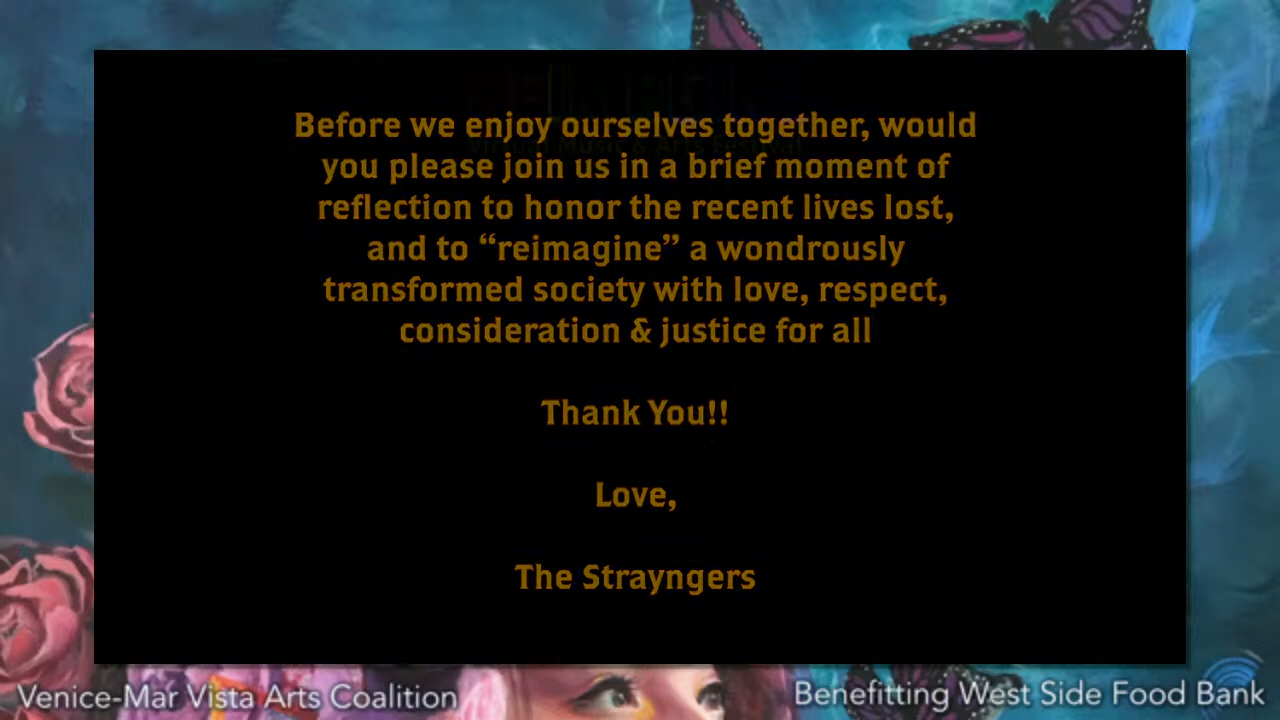 Before we enjoy ourselves together, would
you please join us in a brief moment of
reflection to honor the recent lives lost,
and to “reimagine” a wondrously
transformed society with love, respect,
consideration & justice for all
Thank You!!
Love,
The Strayngers
Venice-Mar Vista Arts Coalition
Benefitting West Side Food Bank